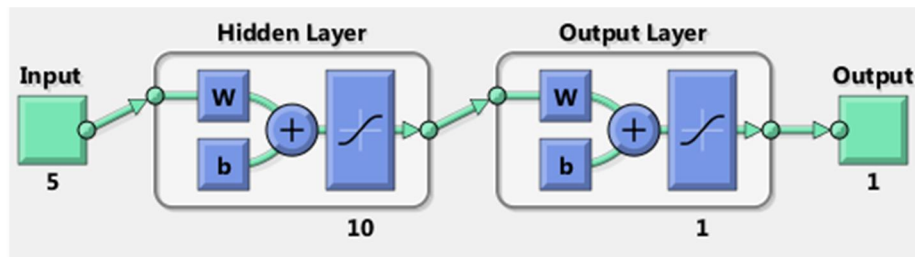 Hidden Layer
Output Layer
Input
Output
W
b
+
W
b
+
5
10
1
1